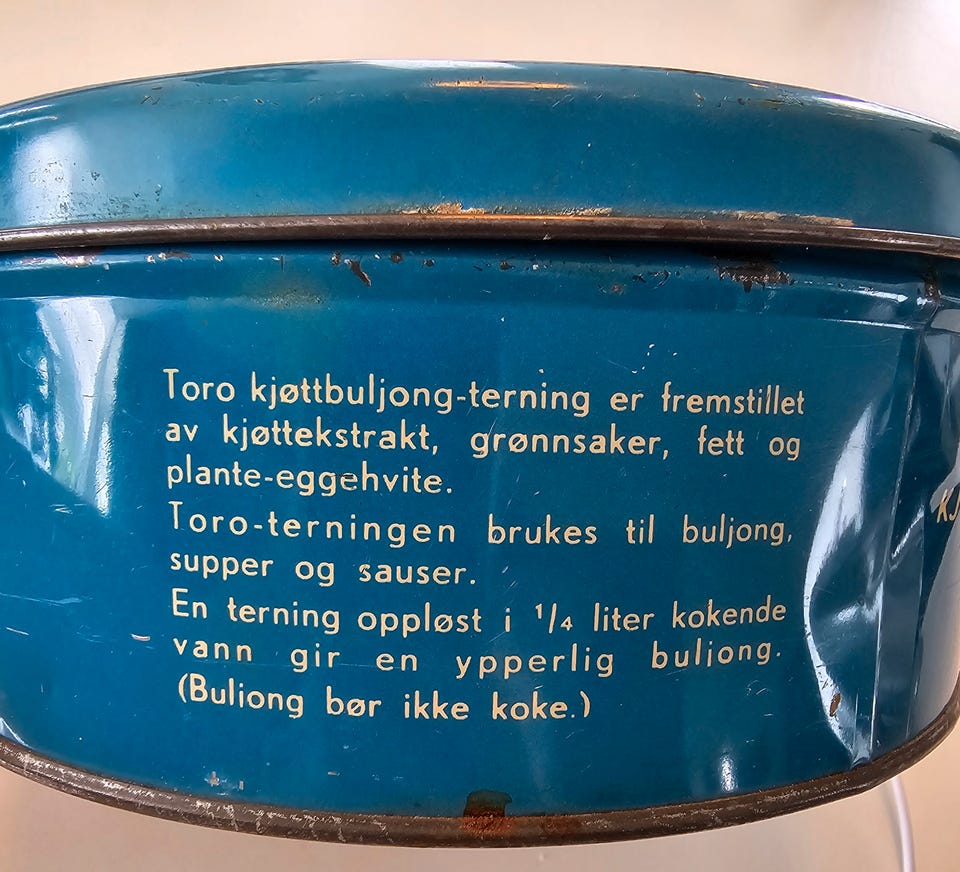 Toro kjøttbuljong-terning er fremstillet
av kjøttekstrakt, grønnsaker, fett og
plante-eggehvite.
Toro-terningen brukes til buljong,
supper og sauser.
En terning oppløst i 1/4 liter kokende
vann gir en ypperlig buljong.
(Buljong bør ikke koke.)